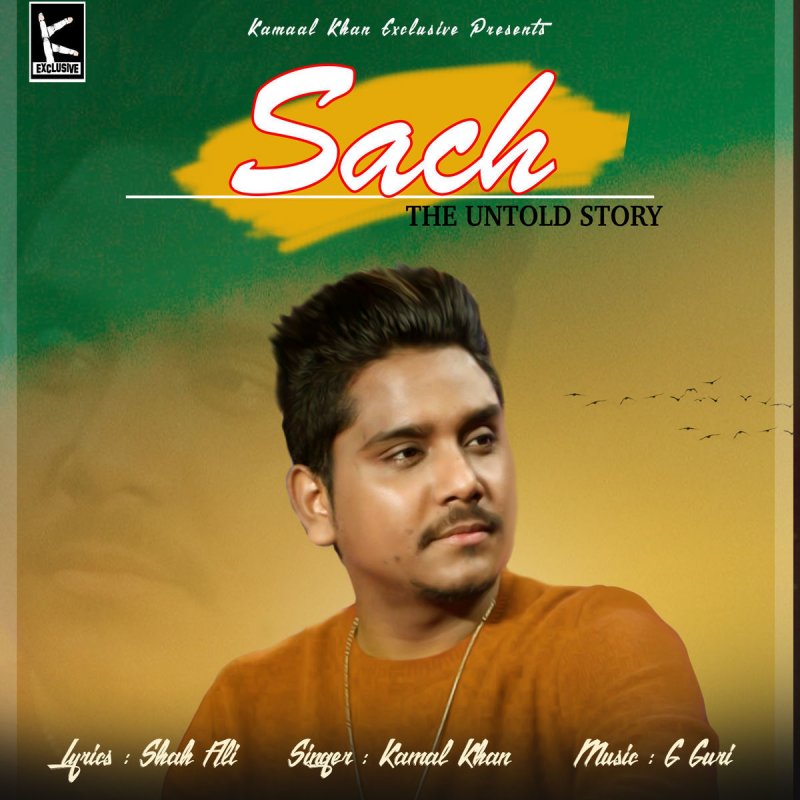 K
EXCLUSIVE
Kamaal Khan Exclusive Presents
Sach
THE UNTOLD STORY
Lyrics : Shah Ali Singer : Kamal Khan Music : G Guri